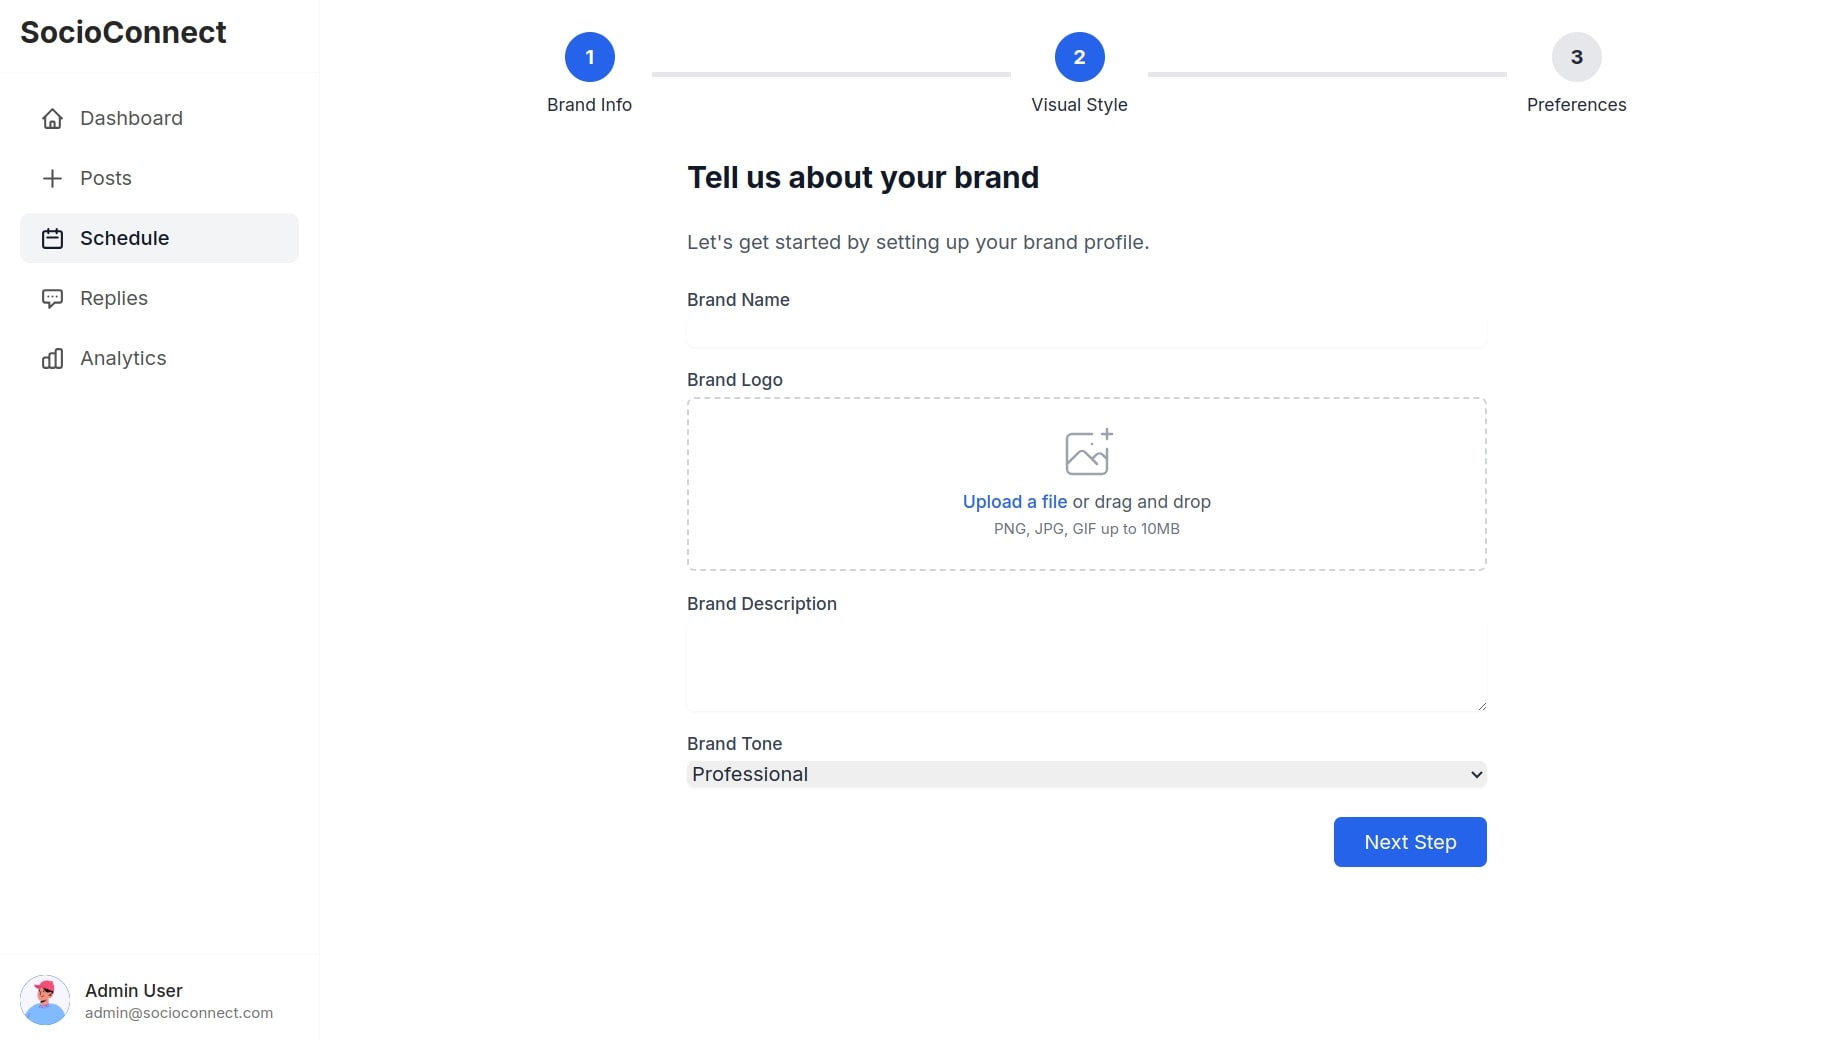 SocioConnect
Dashboard
Posts
Schedule
Replies
Analytics
Admin User
admin@socioconnect.com
1
Brand Info
2
Visual Style
3
Preferences
Tell us about your brand
Let's get started by setting up your brand profile.
Brand Name
Brand Logo
Upload a file or drag and drop
PNG, JPG, GIF up to 10MB
Brand Description
Brand Tone
Professional
Next Step